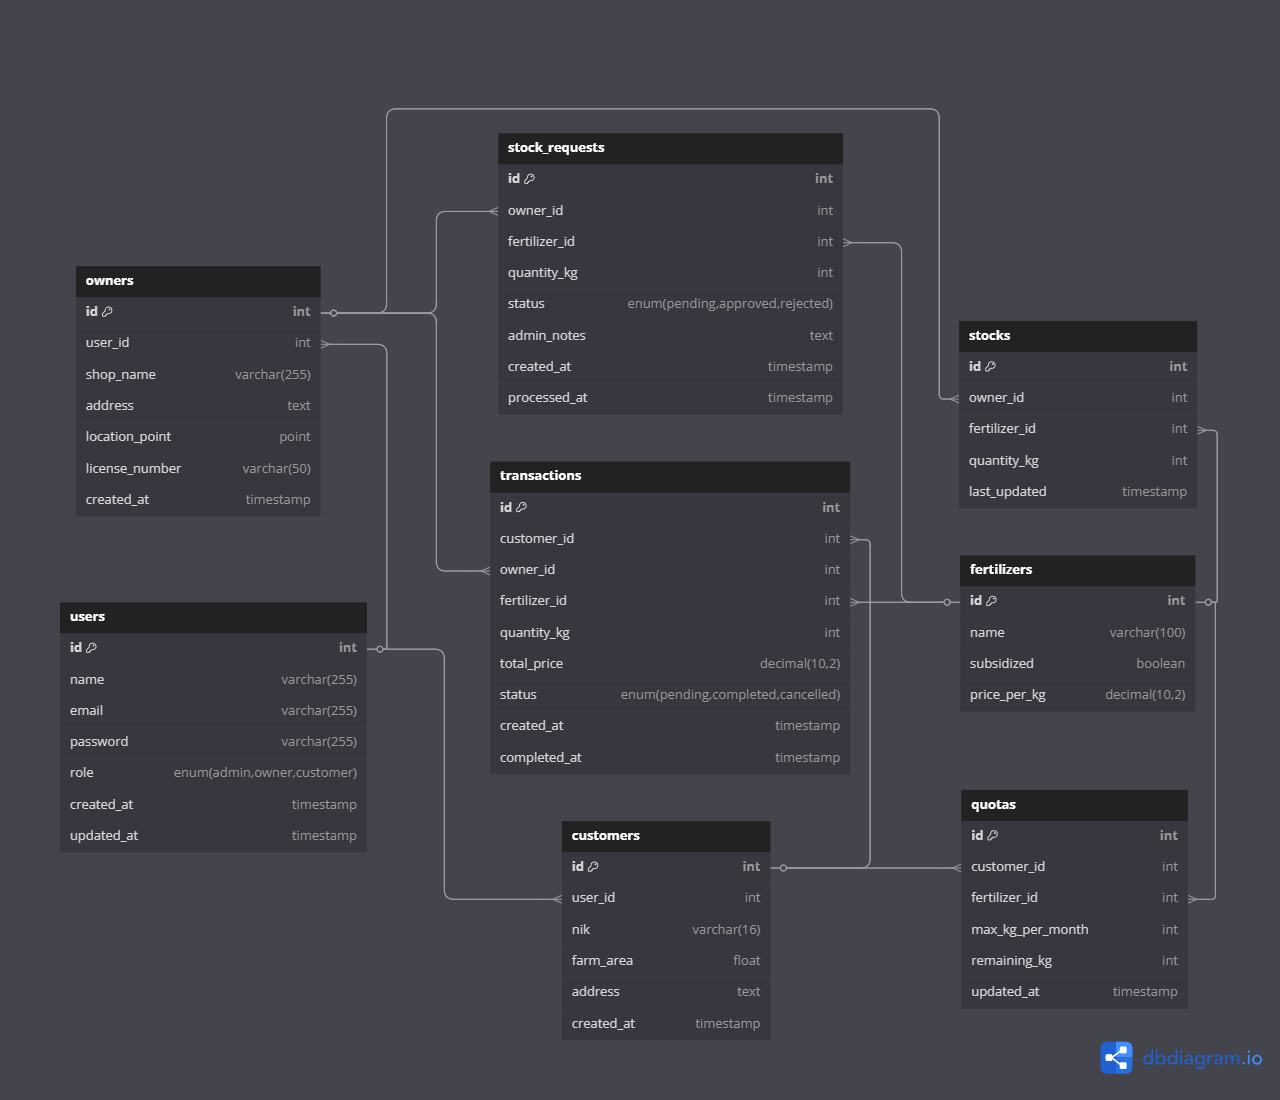 stock_requests
id int
owner_id int
fertilizer_id int
quantity_kg int
status enum(pending,approved,rejected)
admin_notes text
created_at timestamp
processed_at timestamp
owners
id int
user_id int
shop_name varchar(255)
address text
location_point point
license_number varchar(50)
created_at timestamp
stocks
id int
owner_id int
fertilizer_id int
quantity_kg int
last_updated timestamp
transactions
id int
customer_id int
owner_id int
fertilizer_id int
quantity_kg int
total_price decimal(10,2)
status enum(pending,completed,cancelled)
created_at timestamp
completed_at timestamp
fertilizers
id int
name varchar(100)
subsidized boolean
price_per_kg decimal(10,2)
users
id int
name varchar(255)
email varchar(255)
password varchar(255)
role enum(admin,owner,customer)
created_at timestamp
updated_at timestamp
customers
id int
user_id int
nik varchar(16)
farm_area float
address text
created_at timestamp
quotas
id int
customer_id int
fertilizer_id int
max_kg_per_month int
remaining_kg int
updated_at timestamp
dbdiagram.io